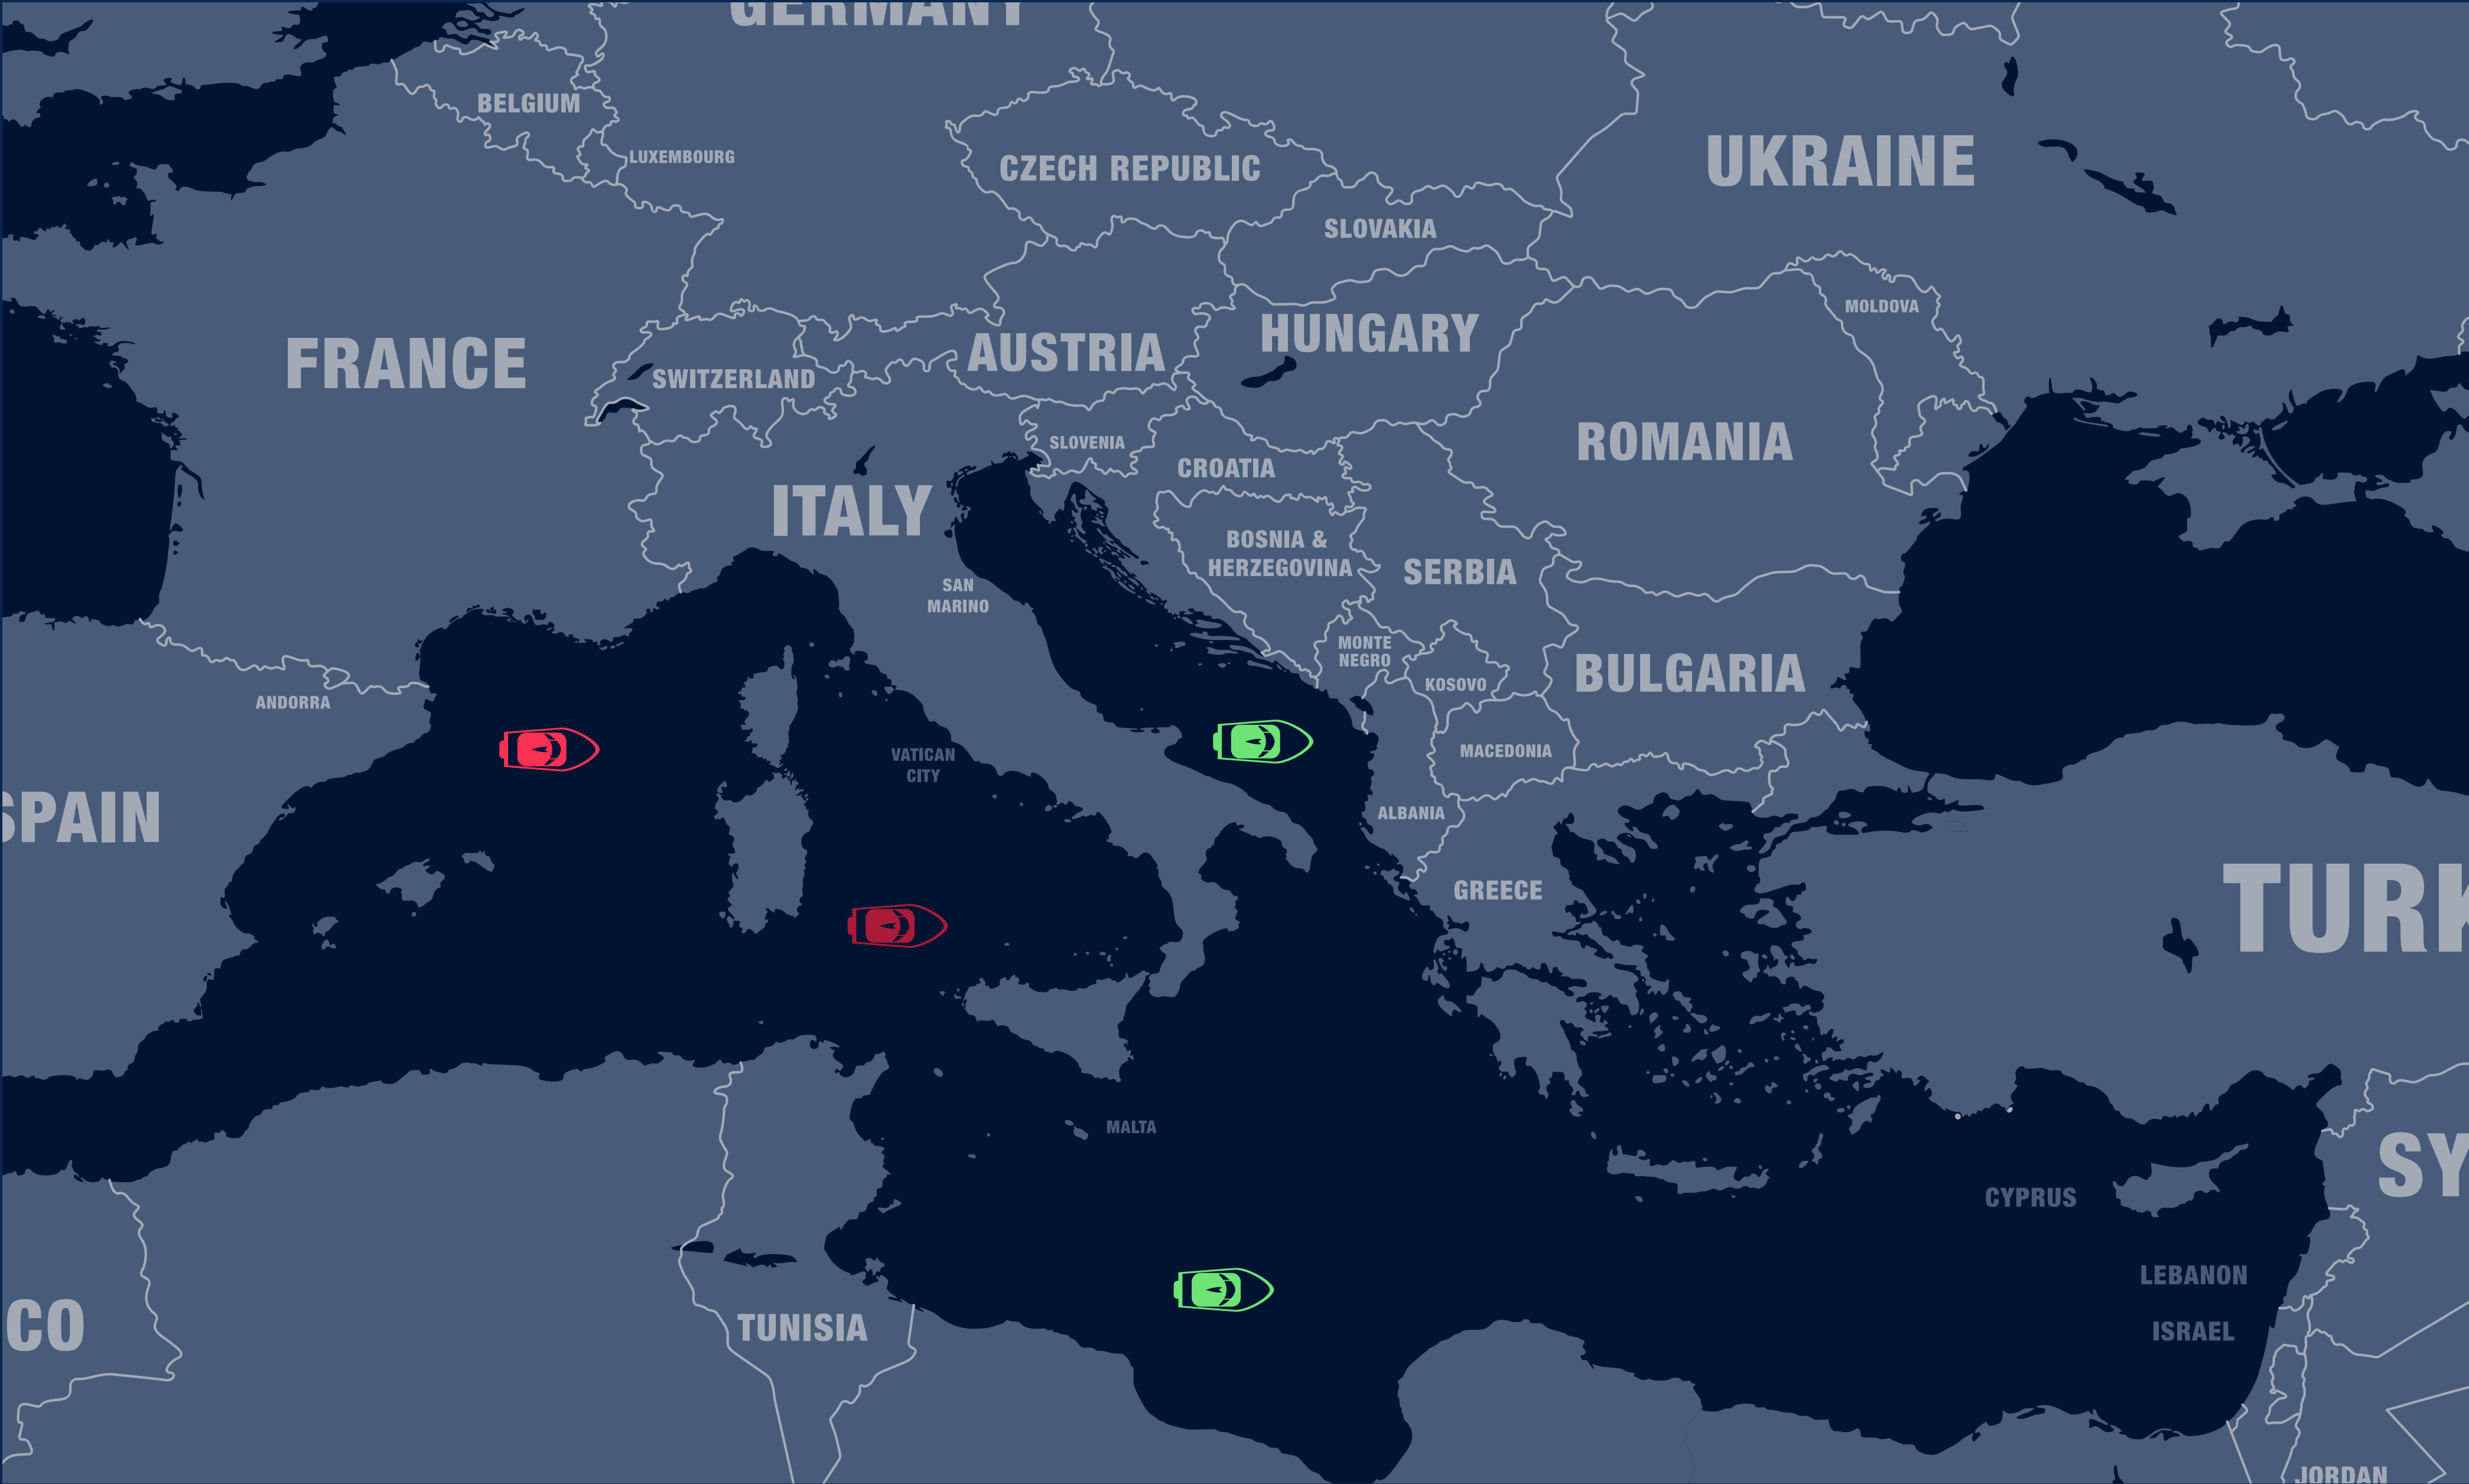 GERMANY
BELGIUM
LUXEMBOURG
CZECH REPUBLIC
UKRAINE
SLOVAKIA
MOLDOVA
FRANCE
SWITZERLAND
AUSTRIA
HUNGARY
SLOVENIA
CROATIA
ROMANIA
ITALY
BOSNIA &
HERZEGOVINA
SERBIA
SAN
MARINO
MONTE
NEGRO
KOSOVO
BULGARIA
ANDORRA
VATICAN
CITY
MACEDONIA
SPAIN
ALBANIA
GREECE
TURK
MALTA
SY
CYPRUS
LEBANON
CO
TUNISIA
ISRAEL
JORDAN